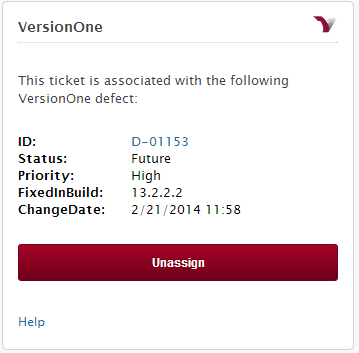 VersionOne
This ticket is associated with the following
VersionOne defect:
ID: D-01153
Status: Future
Priority: High
FixedInBuild: 13.2.2.2
ChangeDate: 2/21/2014 11:58
Unassign
Help